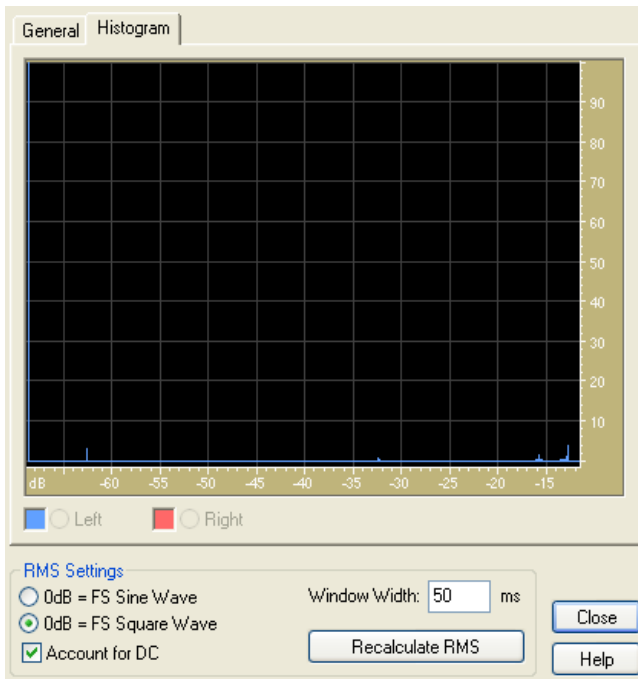 General Histogram
90
80
70
60
50
40
30
20
10
dB -60 -55 -50 -45 -40 -35 -30 -25 -20 -15
Left Right
RMS Settings
0dB = FS Sine Wave
0dB = FS Square Wave
Account for DC
Window Width: 50 ms
Recalculate RMS
Close
Help